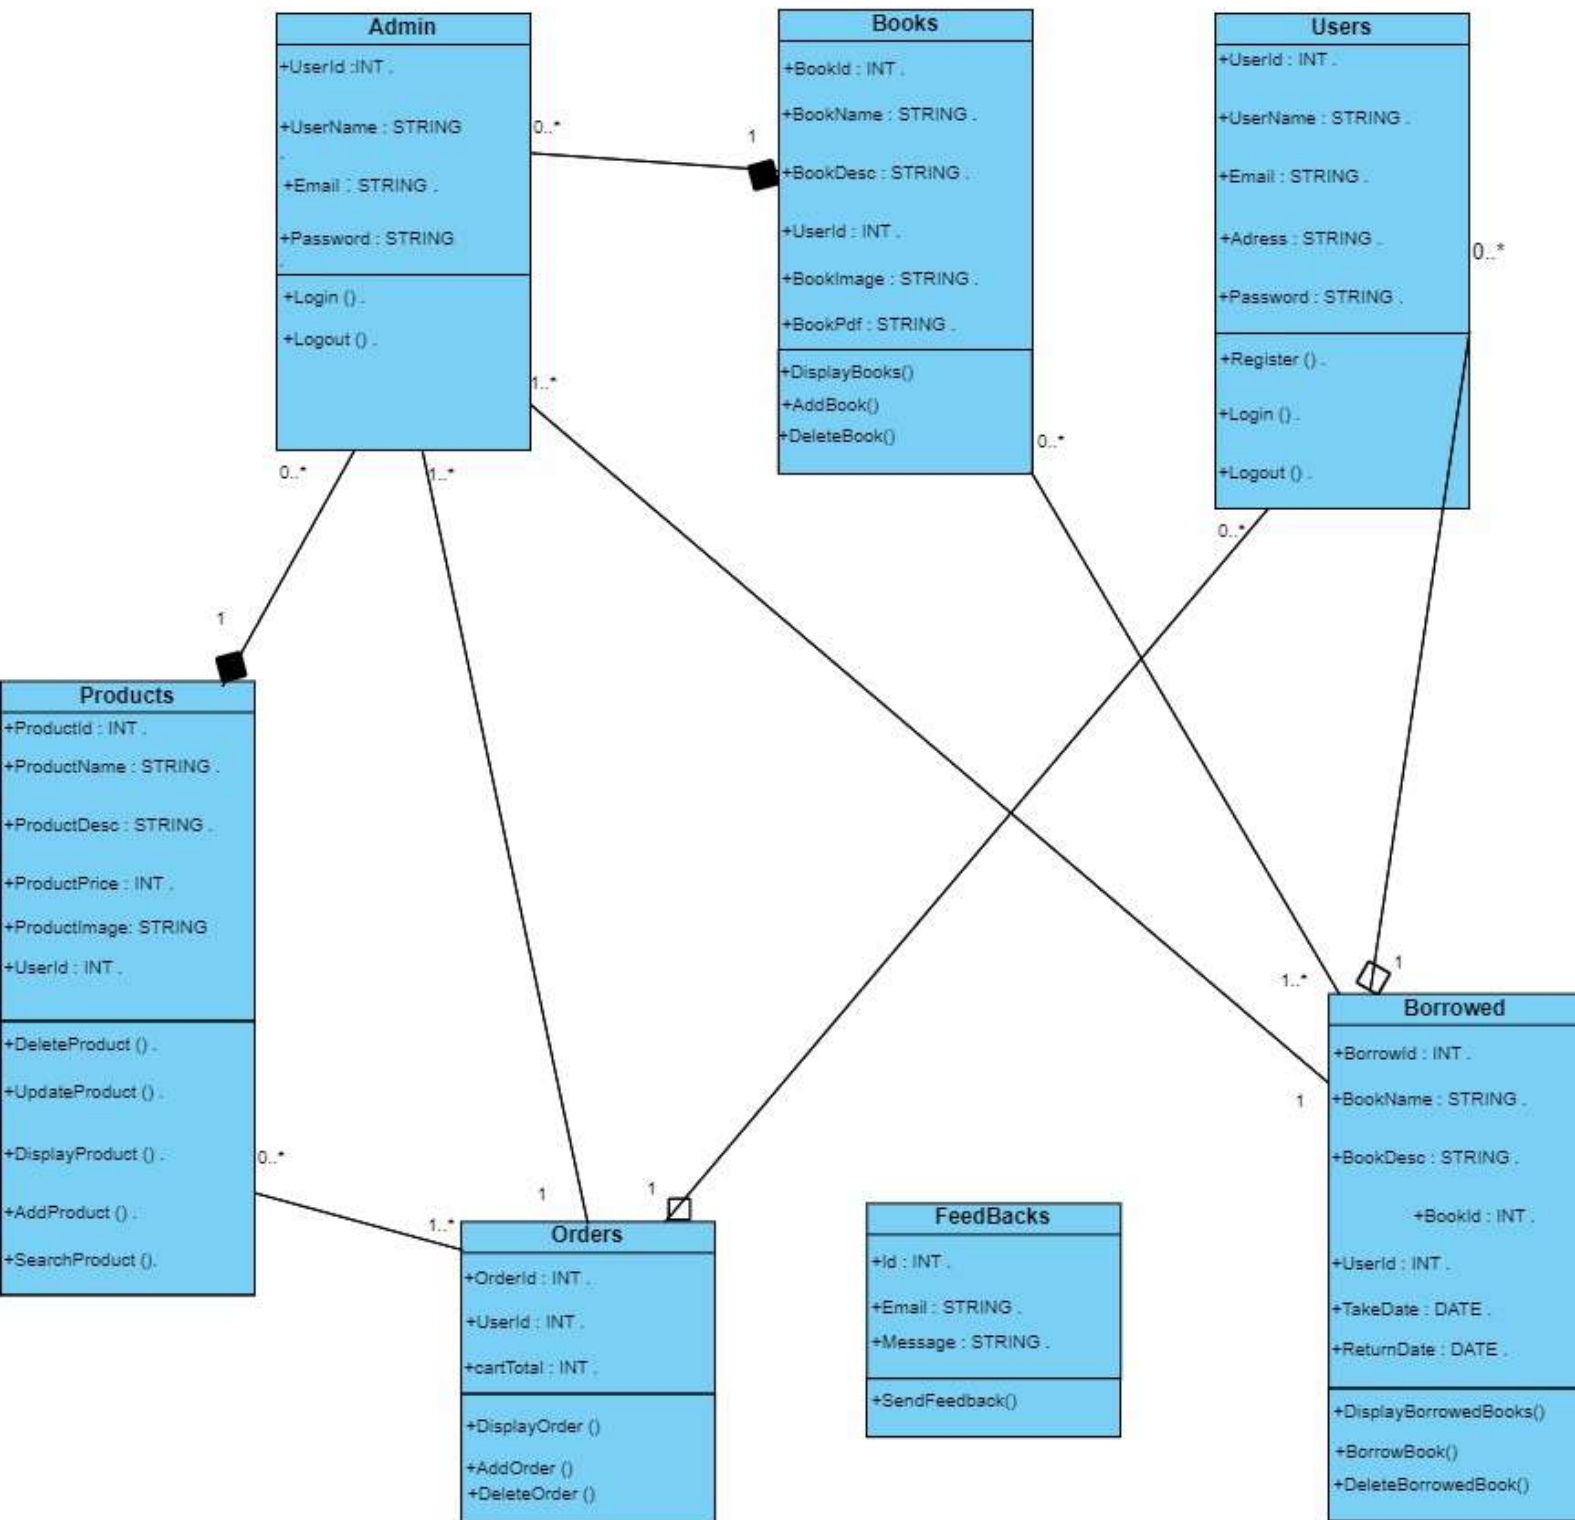 Admin
+UserId :INT .
+UserName : STRING
.
+Email : STRING .
+Password : STRING
.
+Login () .
+Logout () .
0..*
1
1..*
0..*
1..*
1
Books
+BookId : INT .
+BookName : STRING .
+BookDesc : STRING .
+UserId : INT .
+BookImage : STRING .
+BookPdf : STRING .
+DisplayBooks()
+AddBook()
+DeleteBook()
0..*
Users
+UserId : INT .
+UserName : STRING .
+Email : STRING .
+Adress : STRING .
+Password : STRING .
+Register () .
+Login () .
+Logout () .
0..*
0..*
Products
+ProductId : INT .
+ProductName : STRING .
+ProductDesc : STRING .
+ProductPrice : INT .
+ProductImage: STRING
+UserId : INT .
+DeleteProduct () .
+UpdateProduct () .
+DisplayProduct () .
+AddProduct () .
+SearchProduct ().
0..*
1..*
1
1
Orders
+OrderId : INT .
+UserId : INT .
+cartTotal : INT .
+DisplayOrder ()
+AddOrder ()
+DeleteOrder ()
FeedBacks
+Id : INT .
+Email : STRING .
+Message : STRING .
+SendFeedback()
1..*
1
1
Borrowed
+BorrowId : INT .
+BookName : STRING .
+BookDesc : STRING .
+BookId : INT .
+UserId : INT .
+TakeDate : DATE .
+ReturnDate : DATE .
+DisplayBorrowedBooks()
+BorrowBook()
+DeleteBorrowedBook()